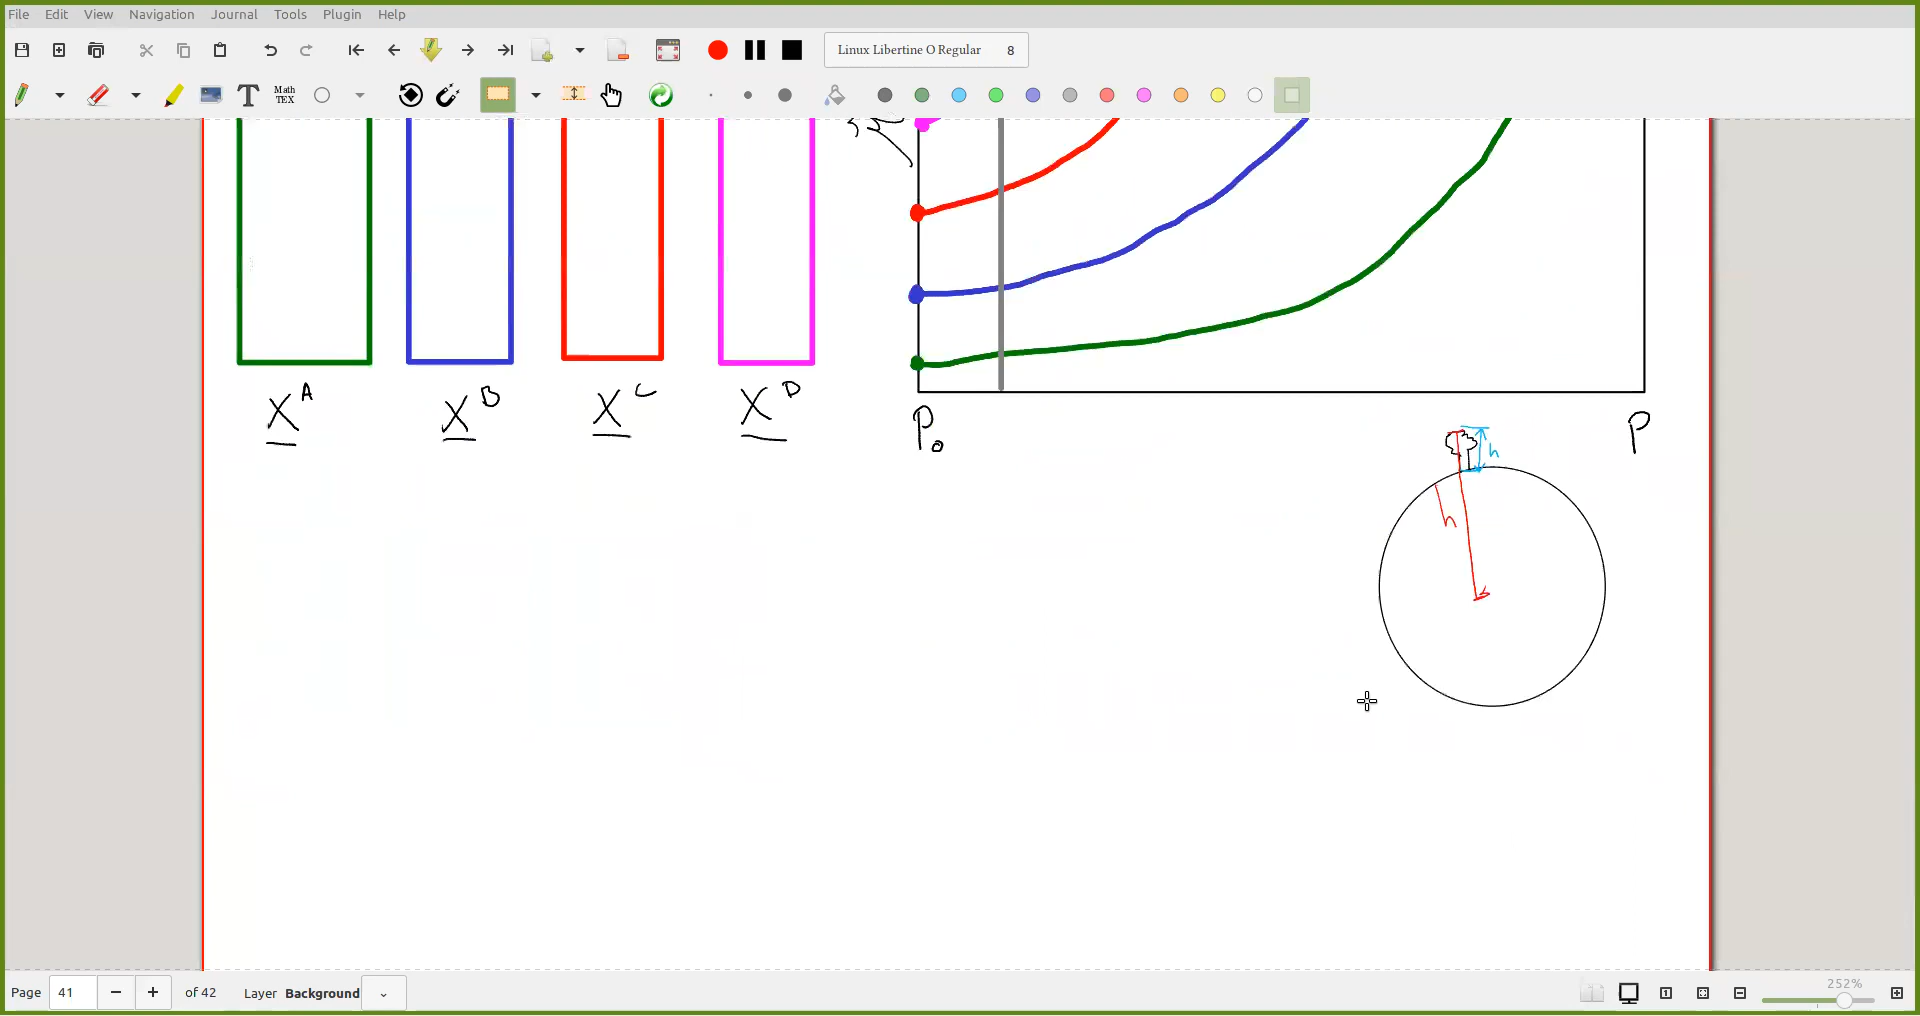 File Edit View Navigation Journal Tools Plugin Help
Linux Libertine O Regular 8
Math
TEX
X^A X^B X^C X^D P₀ P
h
h
Page 41 of 42 Layer Background 252%